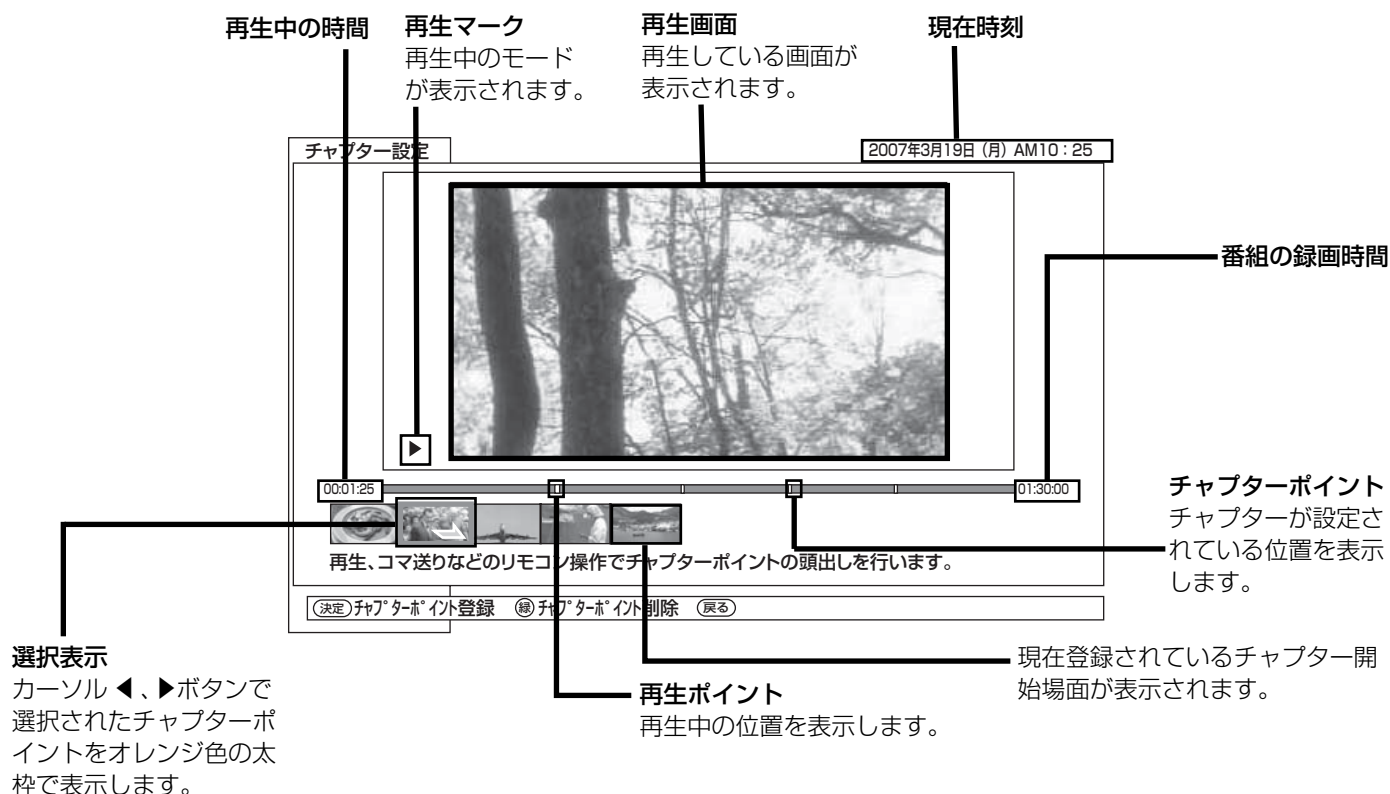 再生中の時間
再生マーク
再生中のモード
が表示されます。
再生画面
再生している画面が
表示されます。
現在時刻
チャプター設定
2007年3月19日（月）AM10：25
番組の録画時間
00:01:25
01:30:00
チャプターポイント
チャプターが設定さ
れている位置を表示
します。
再生、コマ送りなどのリモコン操作でチャプターポイントの頭出しを行います。
決定 ﾁｬﾌﾟﾀｰﾎﾟｲﾝﾄ登録 緑 ﾁｬﾌﾟﾀｰﾎﾟｲﾝﾄ削除 戻る
選択表示
カーソル ◀、▶ボタンで
選択されたチャプターポ
イントをオレンジ色の太
枠で表示します。
再生ポイント
再生中の位置を表示します。
現在登録されているチャプター開
始場面が表示されます。